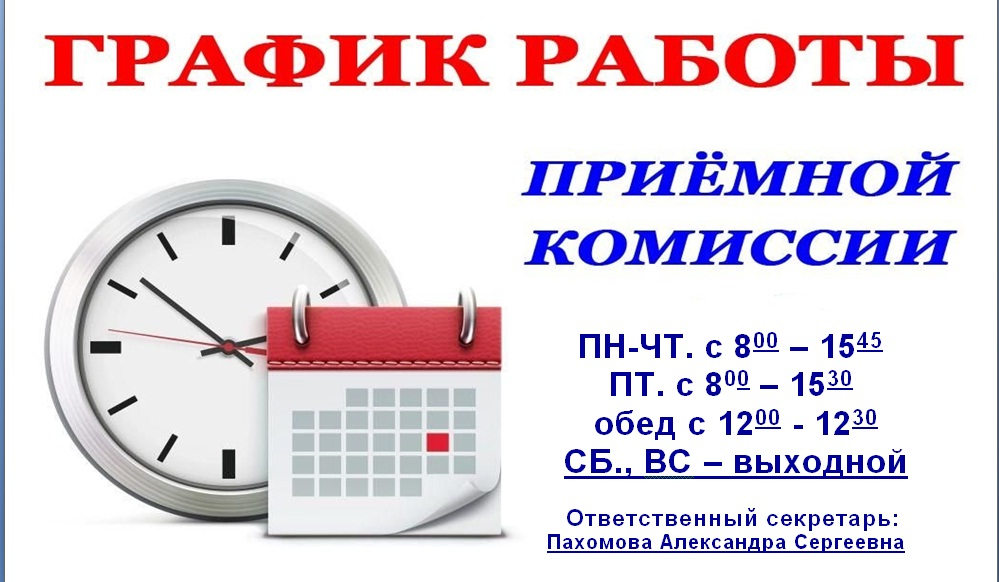 ГРАФИК РАБОТЫ
ПРИЁМНОЙ
КОМИССИИ
ПН-ЧТ. с 8⁰⁰ – 15⁴⁵
ПТ. с 8⁰⁰ – 15³⁰
обед с 12⁰⁰ - 12³⁰
СБ., ВС – выходной
Ответственный секретарь:
Пахомова Александра Сергеевна